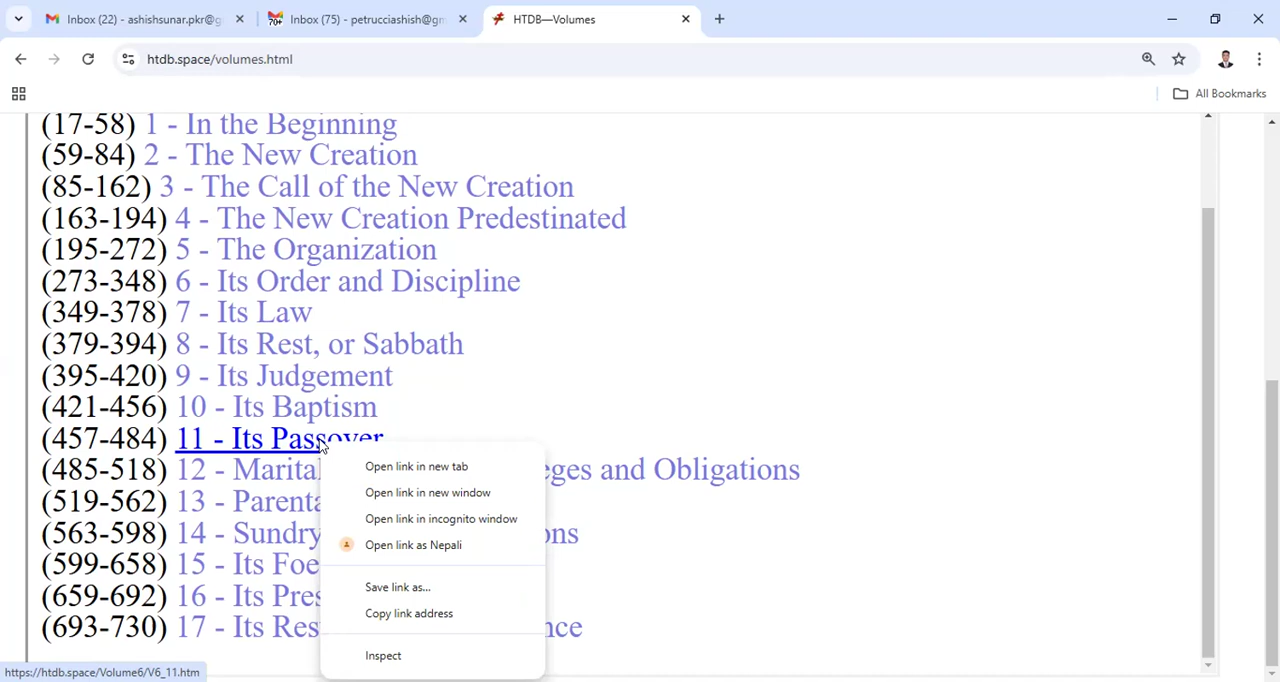 Inbox (22) - ashishsunar.pkr@g
Inbox (75) - petrucciashish@gm
HTDB—Volumes
70+
htdb.space/volumes.html
All Bookmarks
(17-58) 1 - In the Beginning
(59-84) 2 - The New Creation
(85-162) 3 - The Call of the New Creation
(163-194) 4 - The New Creation Predestinated
(195-272) 5 - The Organization
(273-348) 6 - Its Order and Discipline
(349-378) 7 - Its Law
(379-394) 8 - Its Rest, or Sabbath
(395-420) 9 - Its Judgement
(421-456) 10 - Its Baptism
(457-484) 11 - Its Passover
(485-518) 12 - Marital eges and Obligations
(519-562) 13 - Parenta
(563-598) 14 - Sundry ons
(599-658) 15 - Its Foe
(659-692) 16 - Its Pres
(693-730) 17 - Its Res nce
Open link in new tab
Open link in new window
Open link in incognito window
Open link as Nepali
Save link as...
Copy link address
Inspect
https://htdb.space/Volume6/V6_11.htm